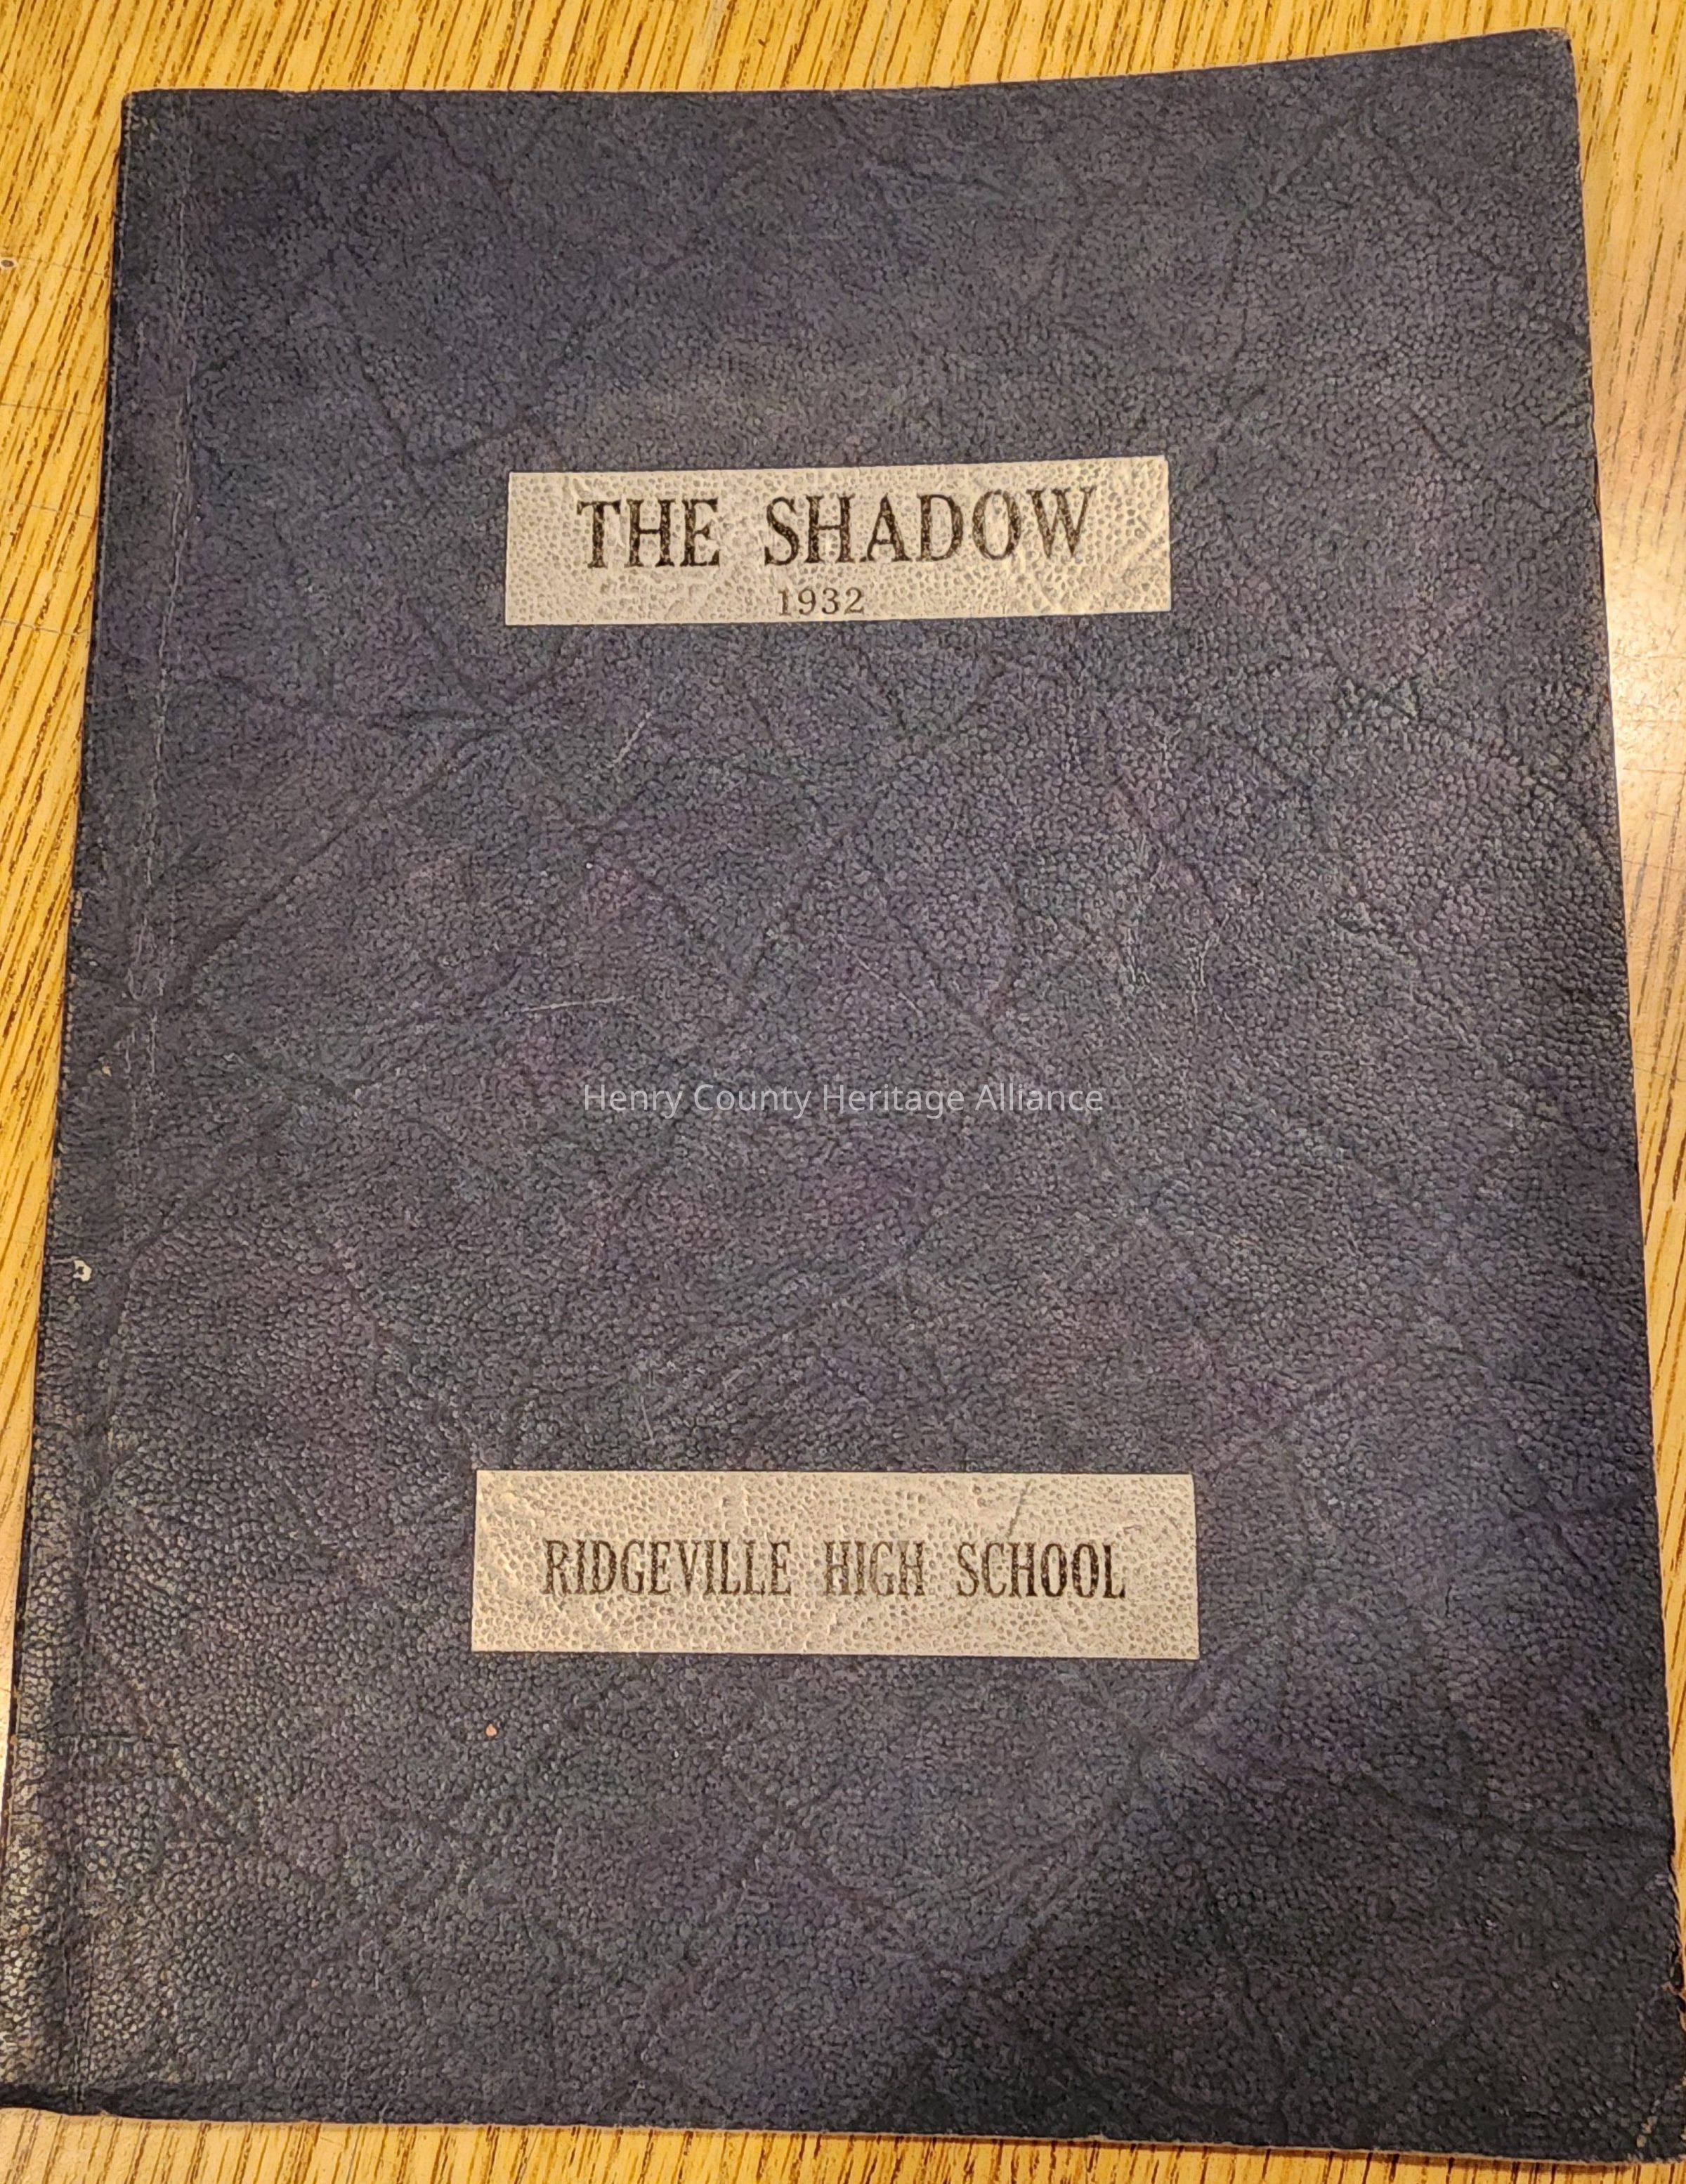 THE SHADOW
1932
Henry County Heritage Alliance
RIDGEVILLE HIGH SCHOOL